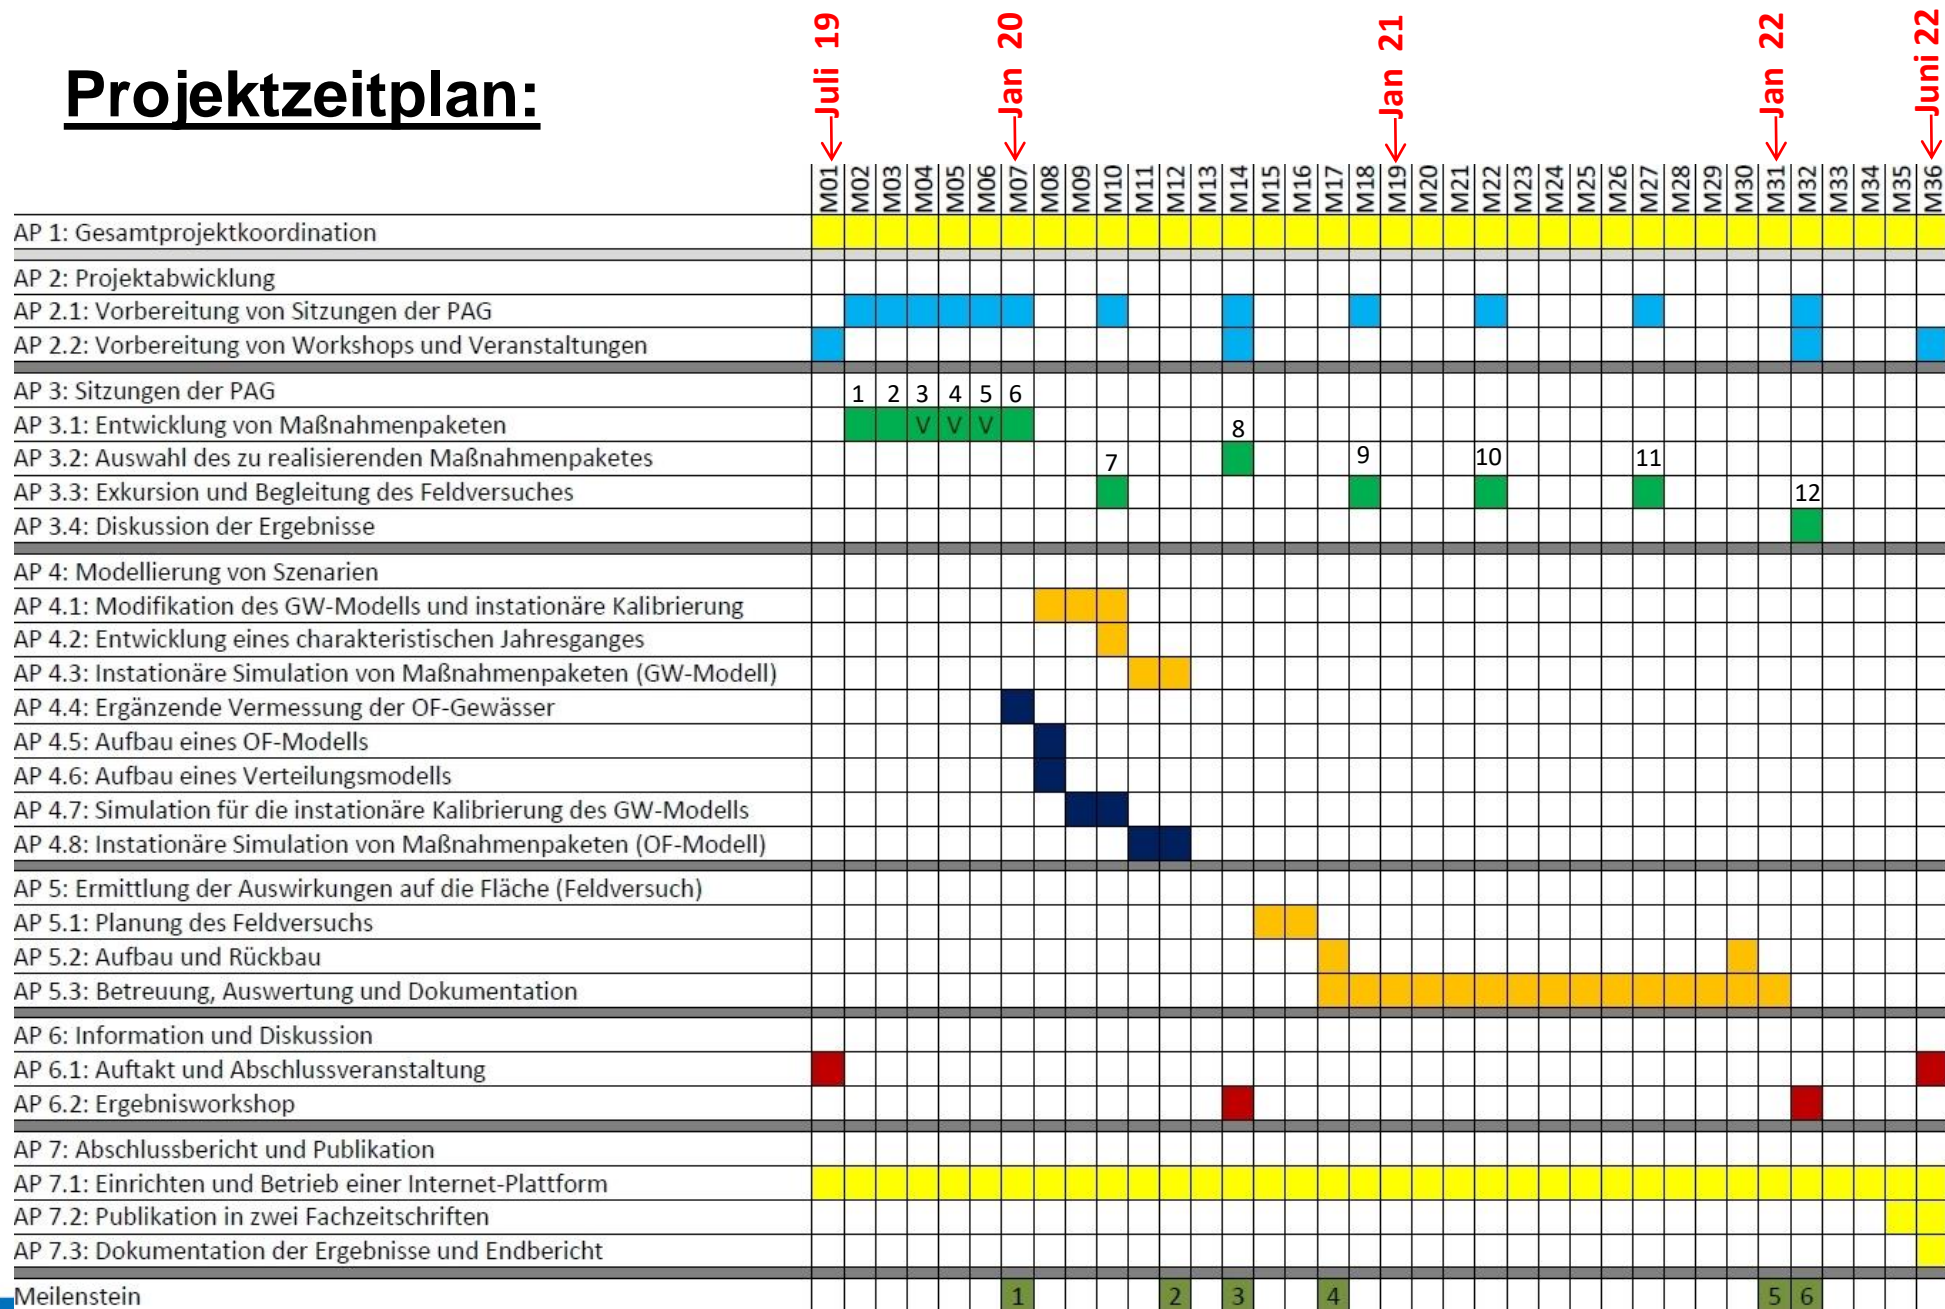 Juli 19
Jan 20
Jan 21
Jan 22
Juni 22
Projektzeitplan:
M01 M02 M03 M04 M05 M06 M07 M08 M09 M10 M11 M12 M13 M14 M15 M16 M17 M18 M19 M20 M21 M22 M23 M24 M25 M26 M27 M28 M29 M30 M31 M32 M33 M34 M35 M36
AP 1: Gesamtprojektkoordination
AP 2: Projektabwicklung
AP 2.1: Vorbereitung von Sitzungen der PAG
AP 2.2: Vorbereitung von Workshops und Veranstaltungen
AP 3: Sitzungen der PAG 1 2 3 4 5 6
AP 3.1: Entwicklung von Maßnahmenpaketen V V V 8
AP 3.2: Auswahl des zu realisierenden Maßnahmenpaketes 7 9 10 11
AP 3.3: Exkursion und Begleitung des Feldversuches 12
AP 3.4: Diskussion der Ergebnisse
AP 4: Modellierung von Szenarien
AP 4.1: Modifikation des GW-Modells und instationäre Kalibrierung
AP 4.2: Entwicklung eines charakteristischen Jahresganges
AP 4.3: Instationäre Simulation von Maßnahmenpaketen (GW-Modell)
AP 4.4: Ergänzende Vermessung der OF-Gewässer
AP 4.5: Aufbau eines OF-Modells
AP 4.6: Aufbau eines Verteilungsmodells
AP 4.7: Simulation für die instationäre Kalibrierung des GW-Modells
AP 4.8: Instationäre Simulation von Maßnahmenpaketen (OF-Modell)
AP 5: Ermittlung der Auswirkungen auf die Fläche (Feldversuch)
AP 5.1: Planung des Feldversuchs
AP 5.2: Aufbau und Rückbau
AP 5.3: Betreuung, Auswertung und Dokumentation
AP 6: Information und Diskussion
AP 6.1: Auftakt und Abschlussveranstaltung
AP 6.2: Ergebnisworkshop
AP 7: Abschlussbericht und Publikation
AP 7.1: Einrichten und Betrieb einer Internet-Plattform
AP 7.2: Publikation in zwei Fachzeitschriften
AP 7.3: Dokumentation der Ergebnisse und Endbericht
Meilenstein 1 2 3 4 5 6